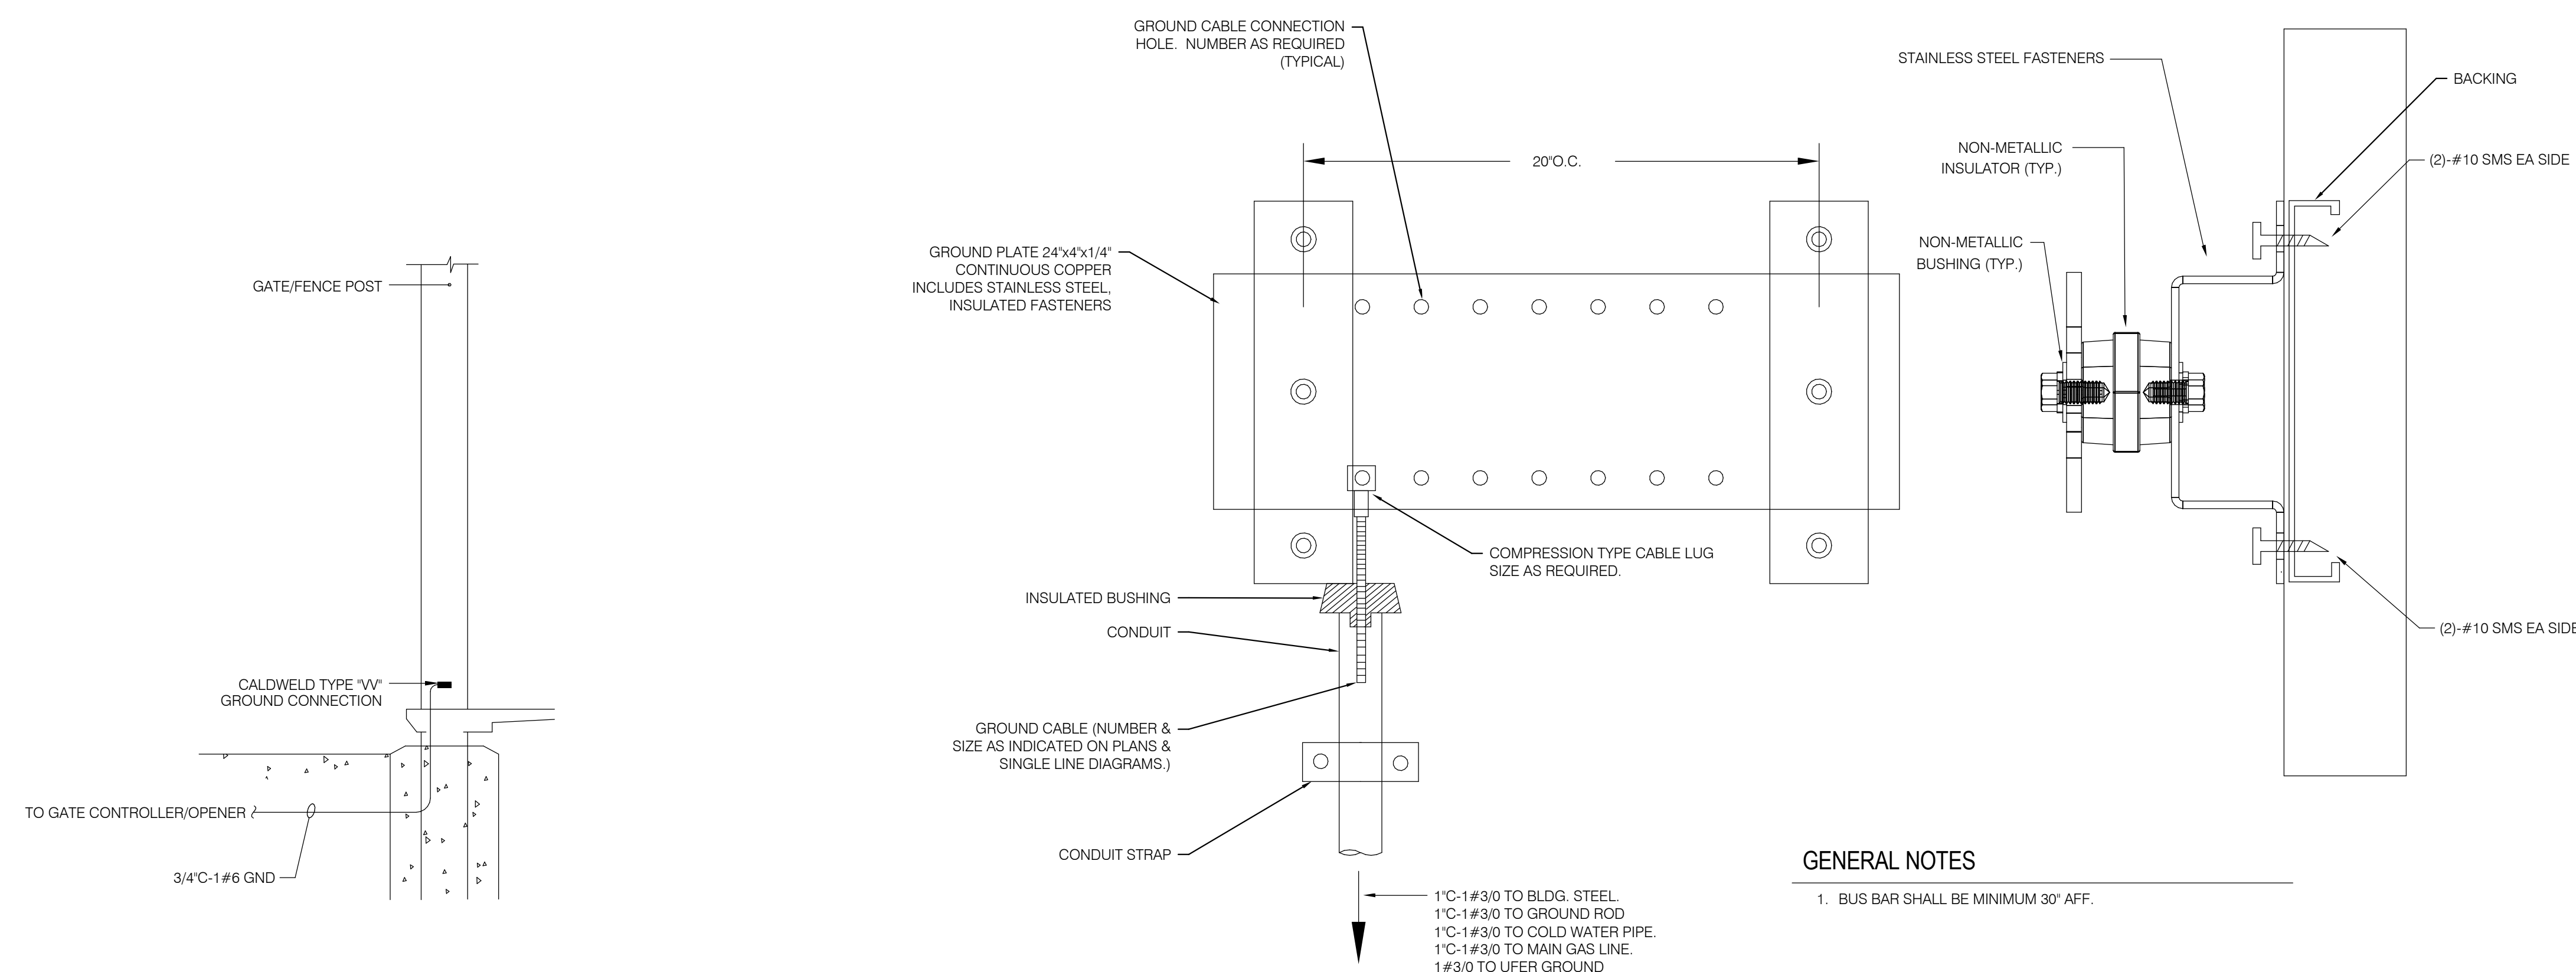 GATE/FENCE POST
CALDWELD TYPE "VV"
GROUND CONNECTION
TO GATE CONTROLLER/OPENER
3/4"C-1#6 GND
GROUND CABLE CONNECTION
HOLE. NUMBER AS REQUIRED
(TYPICAL)
20"O.C.
GROUND PLATE 24"x4"x1/4"
CONTINUOUS COPPER
INCLUDES STAINLESS STEEL,
INSULATED FASTENERS
COMPRESSION TYPE CABLE LUG
SIZE AS REQUIRED.
INSULATED BUSHING
CONDUIT
GROUND CABLE (NUMBER &
SIZE AS INDICATED ON PLANS &
SINGLE LINE DIAGRAMS.)
CONDUIT STRAP
1"C-1#3/0 TO BLDG. STEEL.
1"C-1#3/0 TO GROUND ROD
1"C-1#3/0 TO COLD WATER PIPE.
1"C-1#3/0 TO MAIN GAS LINE.
1#3/0 TO UFER GROUND
STAINLESS STEEL FASTENERS
BACKING
NON-METALLIC
INSULATOR (TYP.)
(2)-#10 SMS EA SIDE
NON-METALLIC
BUSHING (TYP.)
(2)-#10 SMS EA SIDE
GENERAL NOTES
1. BUS BAR SHALL BE MINIMUM 30" AFF.